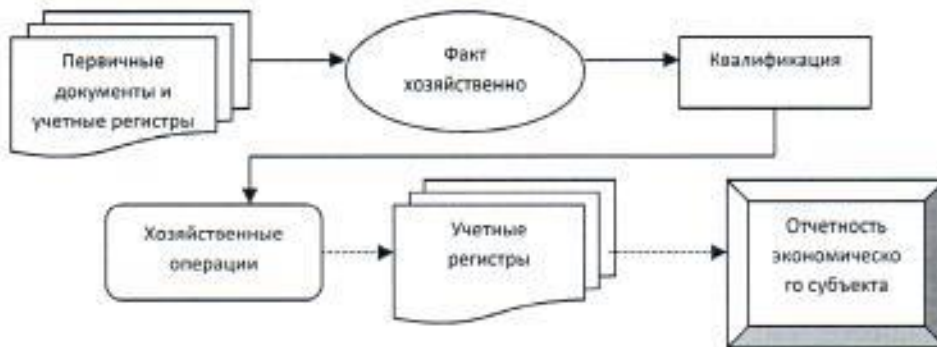 Первичные
документы и
учетные регистры
Факт
хозяйственно
Квалификация
Хозяйственные
операции
Учетные
регистры
Отчетность
экономическо
го субъекта